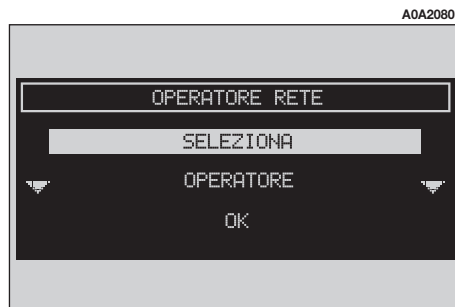 A0A2080
OPERATORE RETE
SELEZIONA
OPERATORE
OK